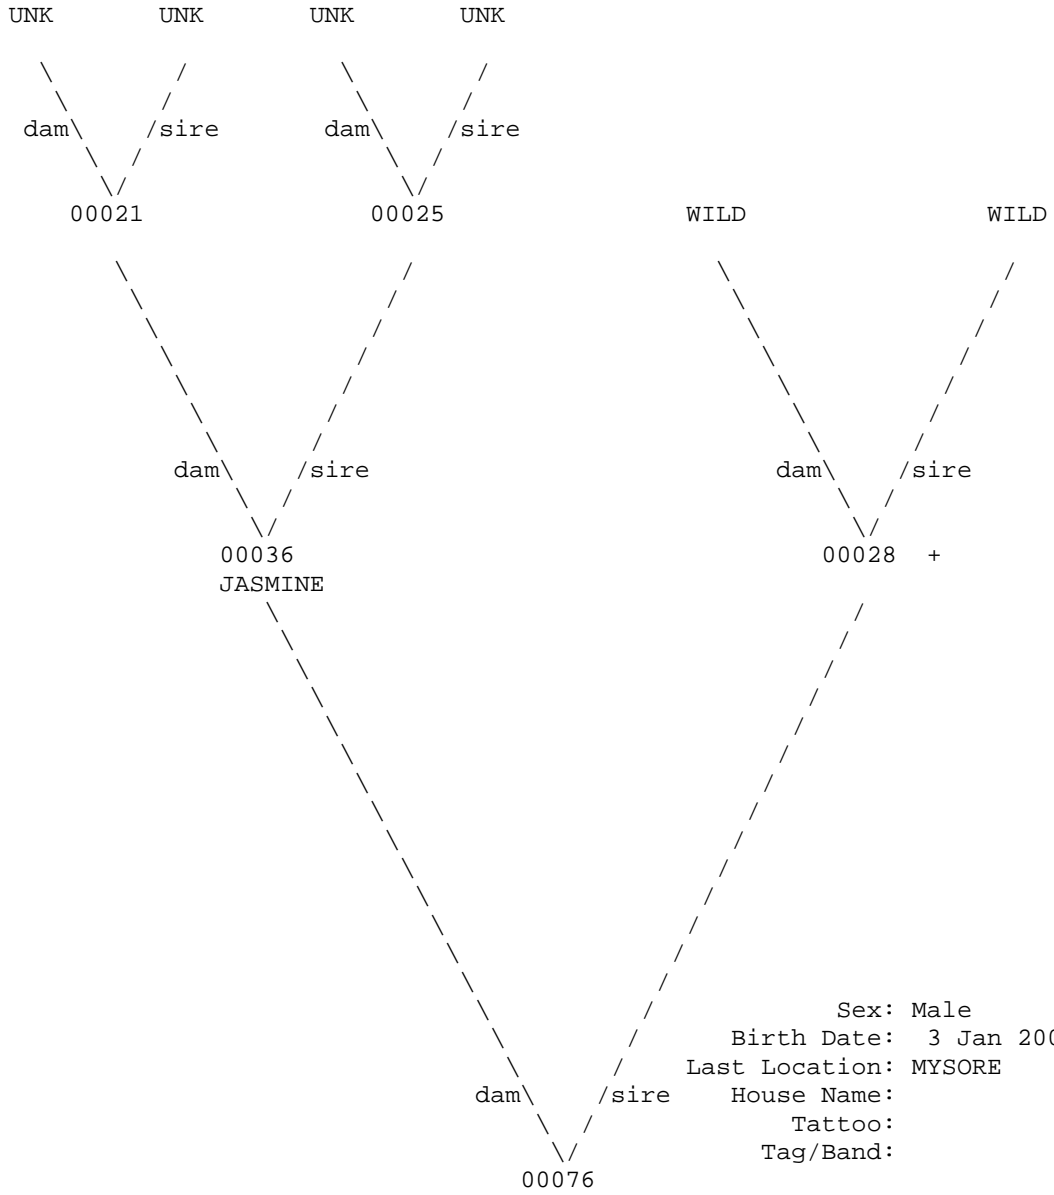 UNK UNK UNK UNK
dam sire dam sire
00021 00025 WILD WILD
dam sire dam sire
00036 00028 +
JASMINE
Sex: Male
Birth Date: 3 Jan 200
Last Location: MYSORE
dam sire House Name:
Tattoo:
Tag/Band:
00076